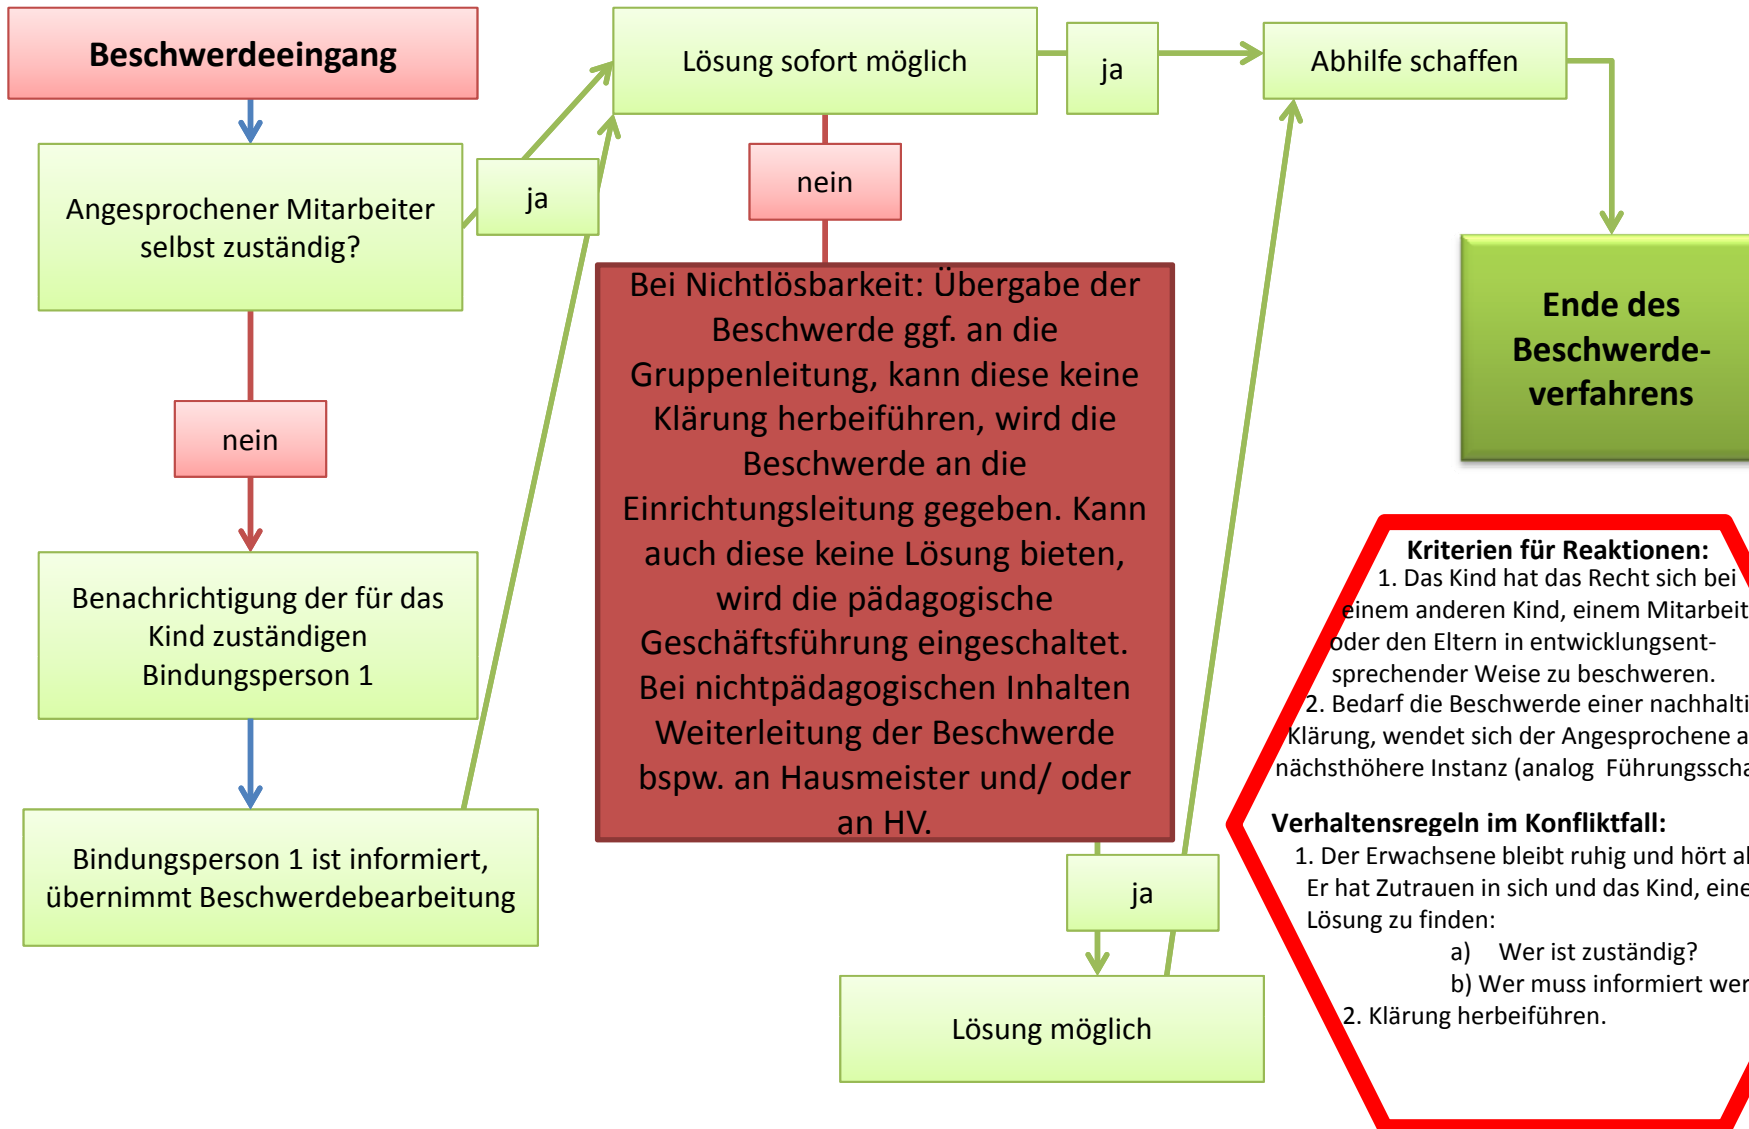 Beschwerdeeingang
Angesprochener Mitarbeiter
selbst zuständig?
ja
nein
Benachrichtigung der für das
Kind zuständigen
Bindungsperson 1
Bindungsperson 1 ist informiert,
übernimmt Beschwerdebearbeitung
Lösung sofort möglich
ja
nein
Bei Nichtlösbarkeit: Übergabe der
Beschwerde ggf. an die
Gruppenleitung, kann diese keine
Klärung herbeiführen, wird die
Beschwerde an die
Einrichtungsleitung gegeben. Kann
auch diese keine Lösung bieten,
wird die pädagogische
Geschäftsführung eingeschaltet.
Bei nichtpädagogischen Inhalten
Weiterleitung der Beschwerde
bspw. an Hausmeister und/ oder
an HV.
ja
Lösung möglich
Abhilfe schaffen
Ende des
Beschwerde-
verfahrens
Kriterien für Reaktionen:
1. Das Kind hat das Recht sich bei
einem anderen Kind, einem Mitarbeit
oder den Eltern in entwicklungsent-
sprechender Weise zu beschweren.
2. Bedarf die Beschwerde einer nachhalti
Klärung, wendet sich der Angesprochene a
nächsthöhere Instanz (analog Führungsscha
Verhaltensregeln im Konfliktfall:
1. Der Erwachsene bleibt ruhig und hört
Er hat Zutrauen in sich und das Kind, eine
Lösung zu finden:
a) Wer ist zuständig?
b) Wer muss informiert wer
2. Klärung herbeiführen.